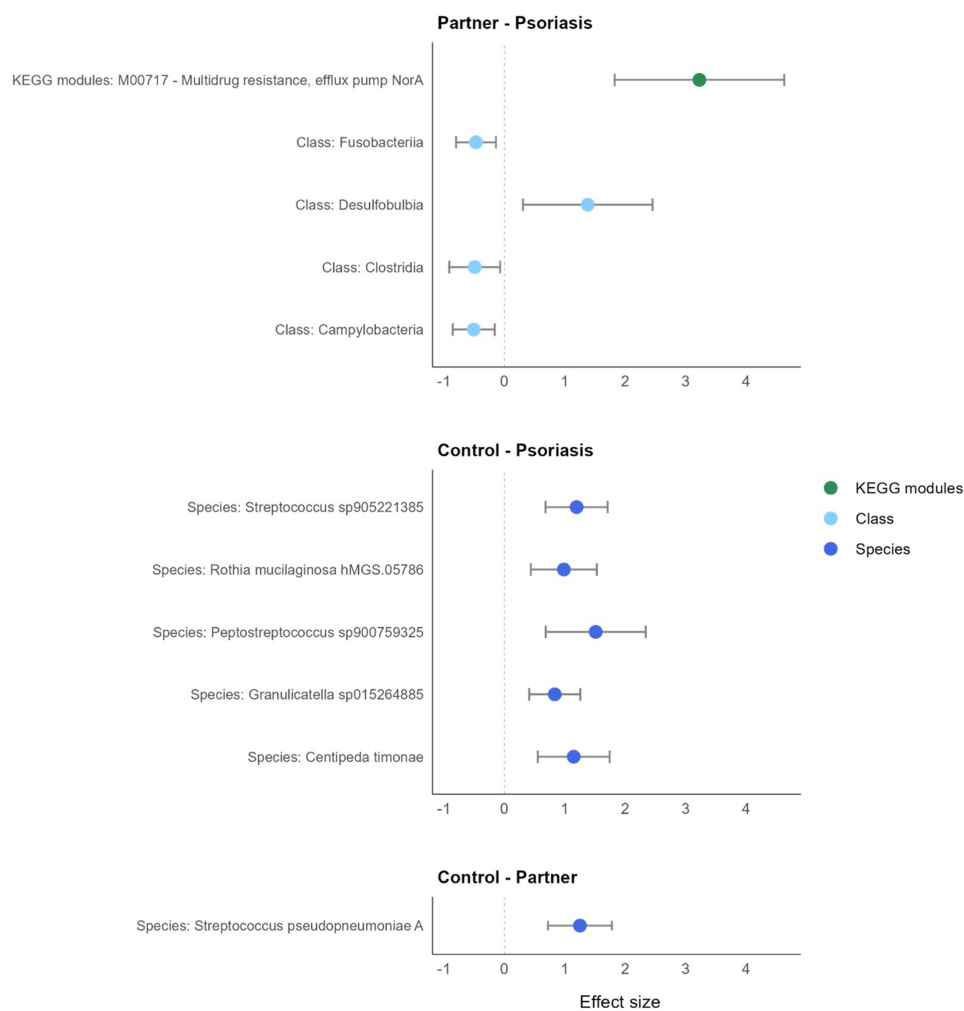 Partner - Psoriasis
KEGG modules: M00717 - Multidrug resistance, efflux pump NorA
Class: Fusobacteriia
Class: Desulfobulbia
Class: Clostridia
Class: Campylobacteria
-1 0 1 2 3 4
Control - Psoriasis
Species: Streptococcus sp905221385
Species: Rothia mucilaginosa hMGS.05786
Species: Peptostreptococcus sp900759325
Species: Granulicatella sp015264885
Species: Centipeda timonae
-1 0 1 2 3 4
KEGG modules
Class
Species
Control - Partner
Species: Streptococcus pseudopneumoniae A
-1 0 1 2 3 4
Effect size